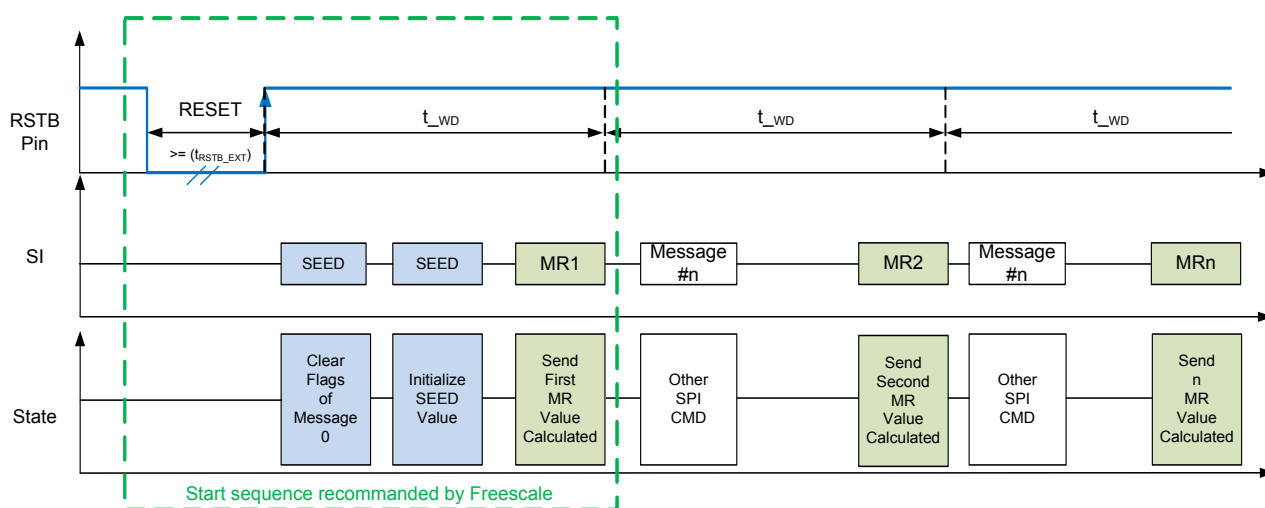 RSTB
Pin
RESET
>= (tRSTB_EXT)
t_WD
t_WD
t_WD
SI
SEED
SEED
MR1
Message
#n
MR2
Message
#n
MRn
State
Clear
Flags
of
Message
0
Initialize
SEED
Value
Send
First
MR
Value
Calculated
Other
SPI
CMD
Send
Second
MR
Value
Calculated
Other
SPI
CMD
Send
n
MR
Value
Calculated
Start sequence recommanded by Freescale